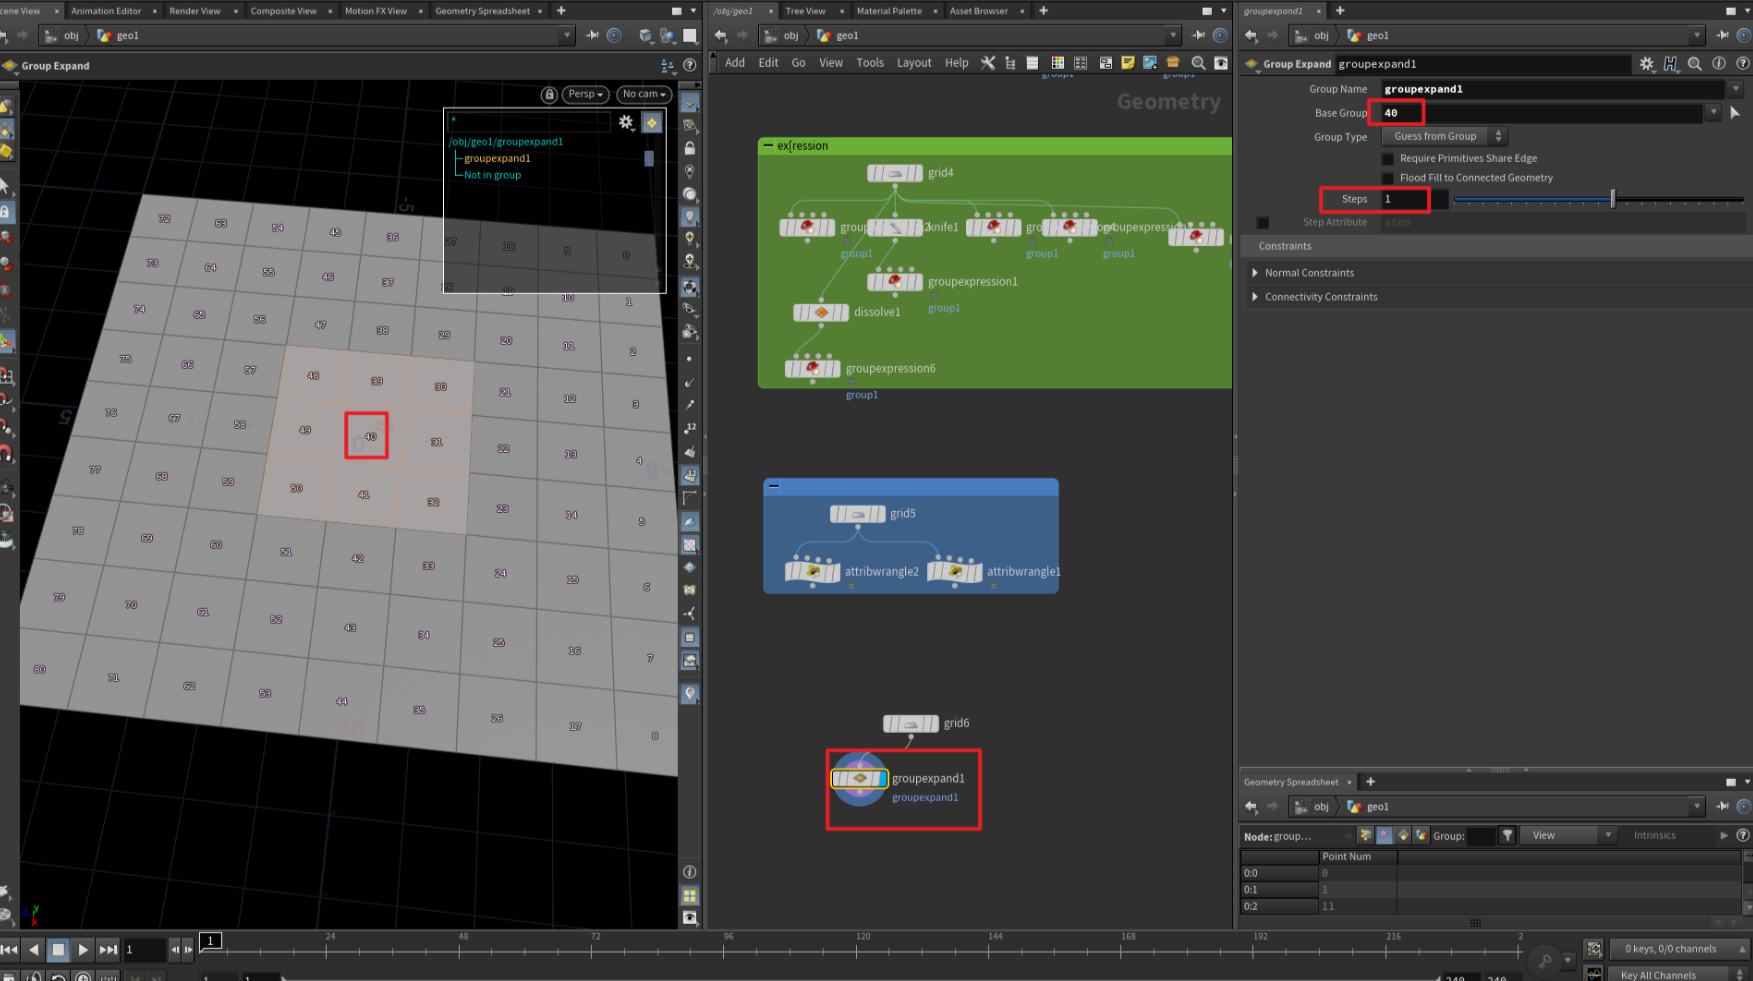 cene View Animation Editor Render View Composite View Motion FX View Geometry Spreadsheet
obj geo1
Group Expand
Persp No cam
*
/obj/geo1/groupexpand1
groupexpand1
Not in group
72 63 54 45 36 27 18 9 0
73 64 55 46 37 28 19 10 1
74 65 56 47 38 29 20 11 2
75 66 57 48 39 30 21 12 3
76 67 58 49 40 31 22 13 4
77 68 59 50 41 32 23 14 5
78 69 60 51 42 33 24 15 6
79 70 61 52 43 34 25 16 7
80 71 62 53 44 35 26 17 8
/obj/geo1 Tree View Material Palette Asset Browser
obj geo1
Add Edit Go View Tools Layout Help
group1 group1
Geometry
ex[ression
grid4
knife1
groupexpression
group1 group1 group1
groupexpression1
group1
dissolve1
groupexpression6
group1
grid5
attribwrangle2 attribwrangle1
grid6
groupexpand1
groupexpand1
groupexpand1
obj geo1
Group Expand groupexpand1
Group Name groupexpand1
Base Group 40
Group Type Guess from Group
Require Primitives Share Edge
Flood Fill to Connected Geometry
Steps 1
Step Attribute step
Constraints
Normal Constraints
Connectivity Constraints
Geometry Spreadsheet
obj geo1
Node: group... Group: View Intrinsics
Point Num
0:0 0
0:1 1
0:2 11
1 1 24 48 72 96 120 144 168 192 216 2
0 keys, 0/0 channels
1 1 240 240 Key All Channels